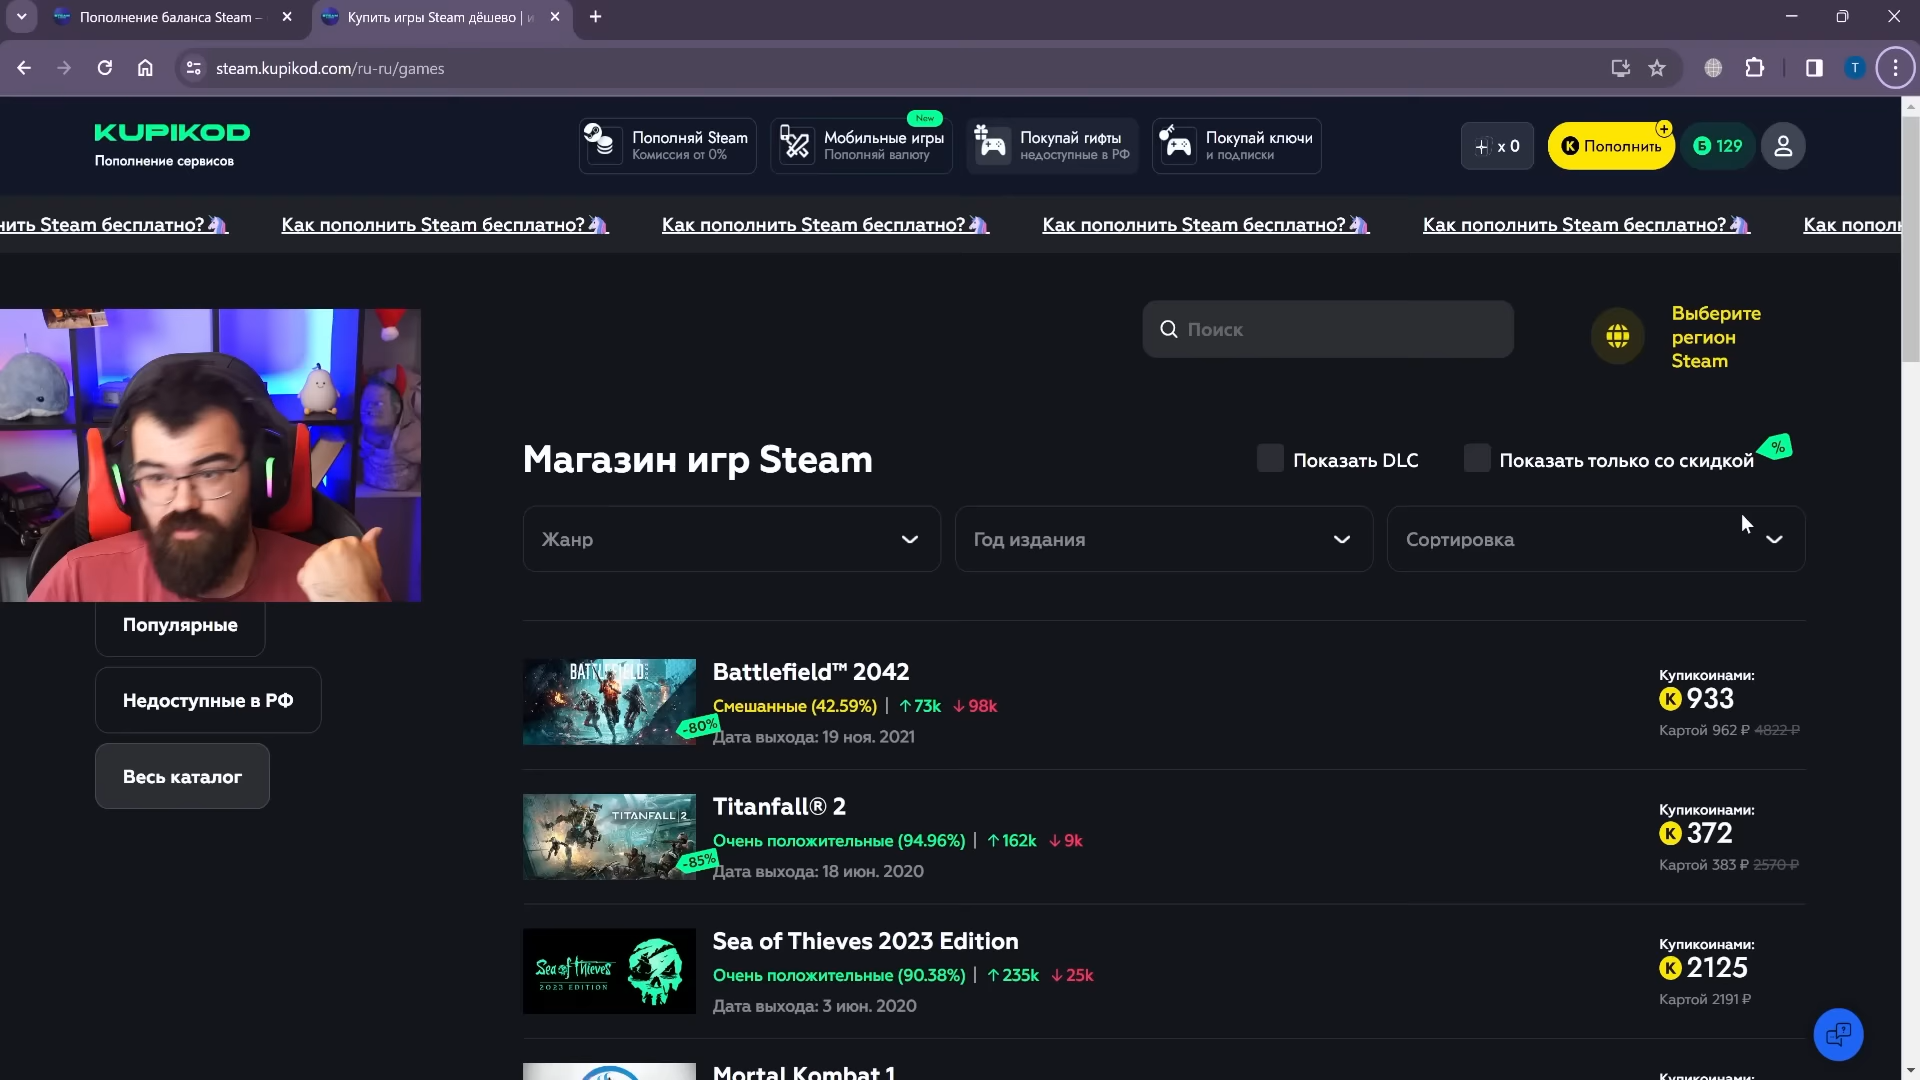 Пополнение баланса Steam –
Купить игры Steam дёшево | и
steam.kupikod.com/ru-ru/games
T
KUPIKOD
Пополнение сервисов
Пополняй Steam
Комиссия от 0%
New
Мобильные игры
Пополняй валюту
Покупай гифты
недоступные в РФ
Покупай ключи
и подписки
x 0
K Пополнить
+
Б 129
нить Steam бесплатно? Как пополнить Steam бесплатно? Как пополнить Steam бесплатно? Как пополнить Steam бесплатно? Как пополнить Steam бесплатно? Как попол
Поиск
Выберите
регион
Steam
Магазин игр Steam
Показать DLC
Показать только со скидкой
%
Жанр
Год издания
Сортировка
Популярные
Недоступные в РФ
Весь каталог
BATTLEFIELD
-80%
Battlefield™ 2042
Смешанные (42.59%) | ↑73k ↓98k
Дата выхода: 19 ноя. 2021
Купикоинами:
K 933
Картой 962 ₽ 4822 ₽
TITANFALL 2
-85%
Titanfall® 2
Очень положительные (94.96%) | ↑162k ↓9k
Дата выхода: 18 июн. 2020
Купикоинами:
K 372
Картой 383 ₽ 2570 ₽
Sea of Thieves
2023 EDITION
Sea of Thieves 2023 Edition
Очень положительные (90.38%) | ↑235k ↓25k
Дата выхода: 3 июн. 2020
Купикоинами:
K 2125
Картой 2191 ₽
Mortal Kombat 1
Купикоинами: